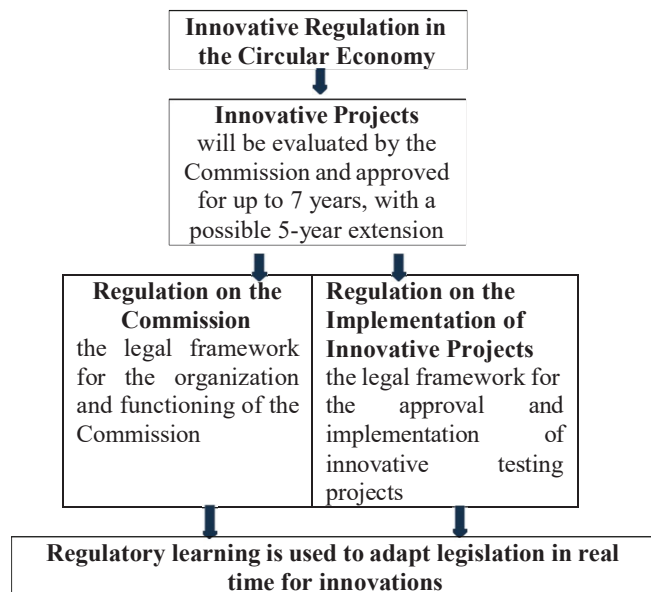 Innovative Regulation in
the Circular Economy
Innovative Projects
will be evaluated by the
Commission and approved
for up to 7 years, with a
possible 5-year extension
Regulation on the
Commission
the legal framework
for the organization
and functioning of the
Commission
Regulation on the
Implementation of
Innovative Projects
the legal framework for
the approval and
implementation of
innovative testing
projects
Regulatory learning is used to adapt legislation in real
time for innovations